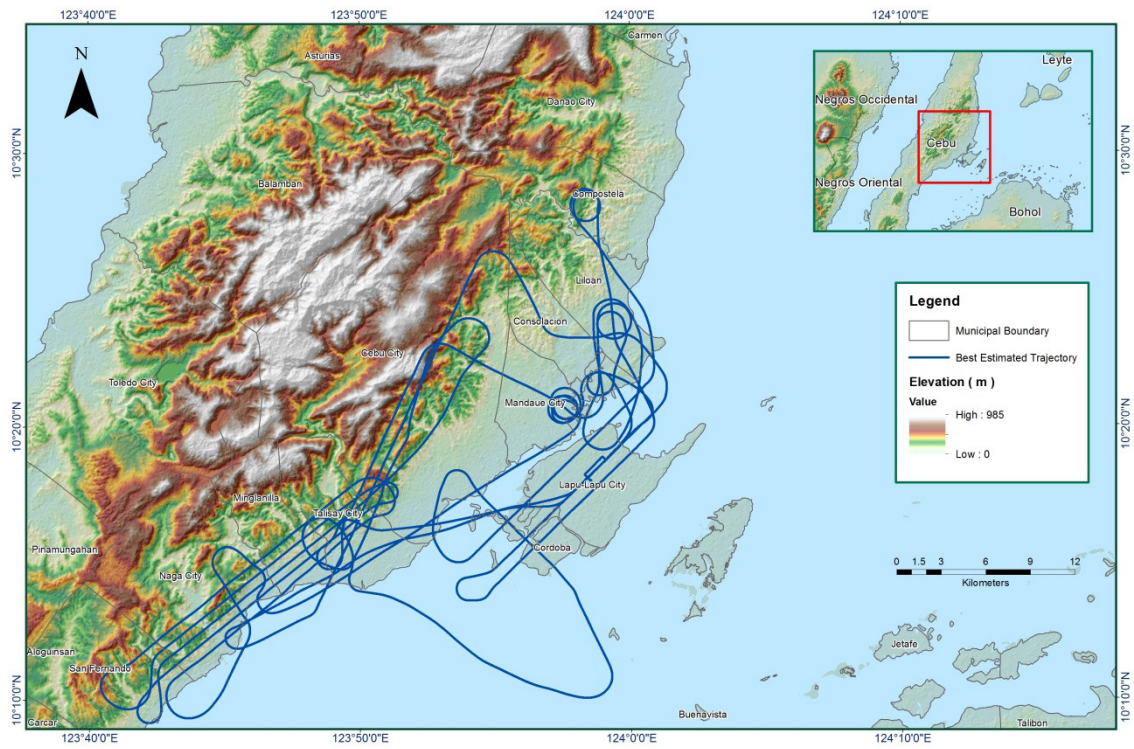 123°40'0"E
123°50'0"E
124°0'0"E
124°10'0"E
N
Asturias
Carmen
Danao City
Leyte
Negros Occidental
Cebu
Negros Oriental
Bohol
10°30'0"N
10°30'0"N
Balamban
Compostela
Liloan
Consolacion
Cebu City
Toledo City
Mandaue City
Legend
Municipal Boundary
Best Estimated Trajectory
Elevation ( m )
Value
High : 985
Low : 0
10°20'0"N
10°20'0"N
Lapu-Lapu City
Minglanilla
Talisay City
Pinamungahan
Cordoba
Naga City
0 1.5 3 6 9 12
Kilometers
Aloguinsan
San Fernando
Jetafe
10°10'0"N
10°10'0"N
Carcar
Buenavista
Talibon
123°40'0"E
123°50'0"E
124°0'0"E
124°10'0"E